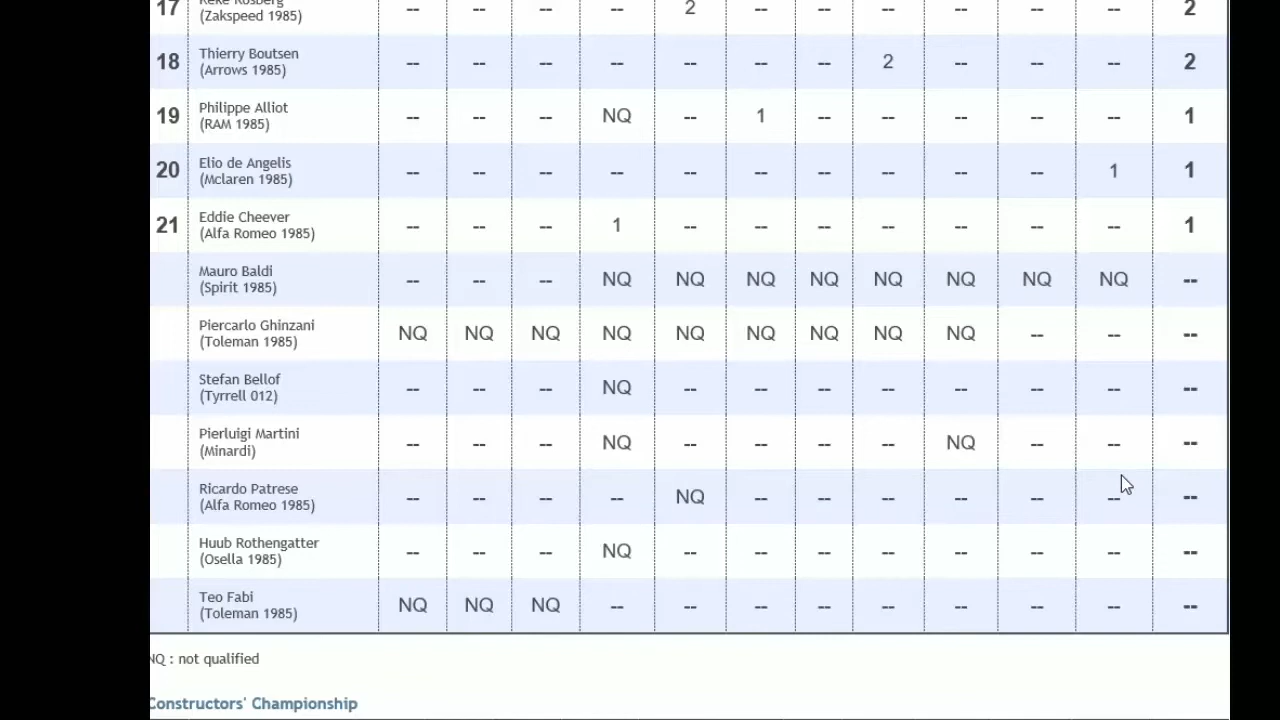 17 Keke Rosberg -- -- -- -- 2 -- -- -- -- -- -- 2
(Zakspeed 1985)
18 Thierry Boutsen -- -- -- -- -- -- -- 2 -- -- -- 2
(Arrows 1985)
19 Philippe Alliot -- -- -- NQ -- 1 -- -- -- -- -- 1
(RAM 1985)
20 Elio de Angelis -- -- -- -- -- -- -- -- -- -- 1 1
(Mclaren 1985)
21 Eddie Cheever -- -- -- 1 -- -- -- -- -- -- -- 1
(Alfa Romeo 1985)
Mauro Baldi -- -- -- NQ NQ NQ NQ NQ NQ NQ NQ --
(Spirit 1985)
Piercarlo Ghinzani NQ NQ NQ NQ NQ NQ NQ NQ NQ -- -- --
(Toleman 1985)
Stefan Bellof -- -- -- NQ -- -- -- -- -- -- -- --
(Tyrrell 012)
Pierluigi Martini -- -- -- NQ -- -- -- -- NQ -- -- --
(Minardi)
Ricardo Patrese -- -- -- -- NQ -- -- -- -- -- -- --
(Alfa Romeo 1985)
Huub Rothengatter -- -- -- NQ -- -- -- -- -- -- -- --
(Osella 1985)
Teo Fabi NQ NQ NQ -- -- -- -- -- -- -- -- --
(Toleman 1985)
NQ : not qualified
Constructors' Championship